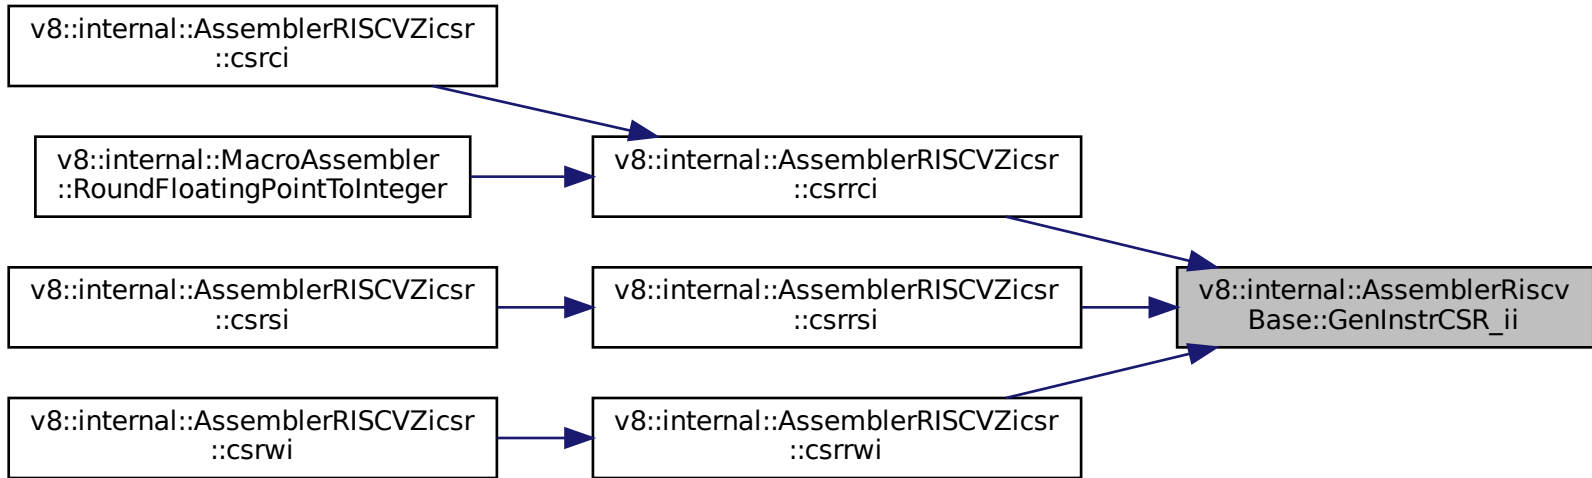 v8::internal::AssemblerRISCVZicsr
::csrci
v8::internal::MacroAssembler
::RoundFloatingPointToInteger
v8::internal::AssemblerRISCVZicsr
::csrrci
v8::internal::AssemblerRISCVZicsr
::csrsi
v8::internal::AssemblerRISCVZicsr
::csrrsi
v8::internal::AssemblerRiscv
Base::GenInstrCSR_ii
v8::internal::AssemblerRISCVZicsr
::csrwi
v8::internal::AssemblerRISCVZicsr
::csrrwi